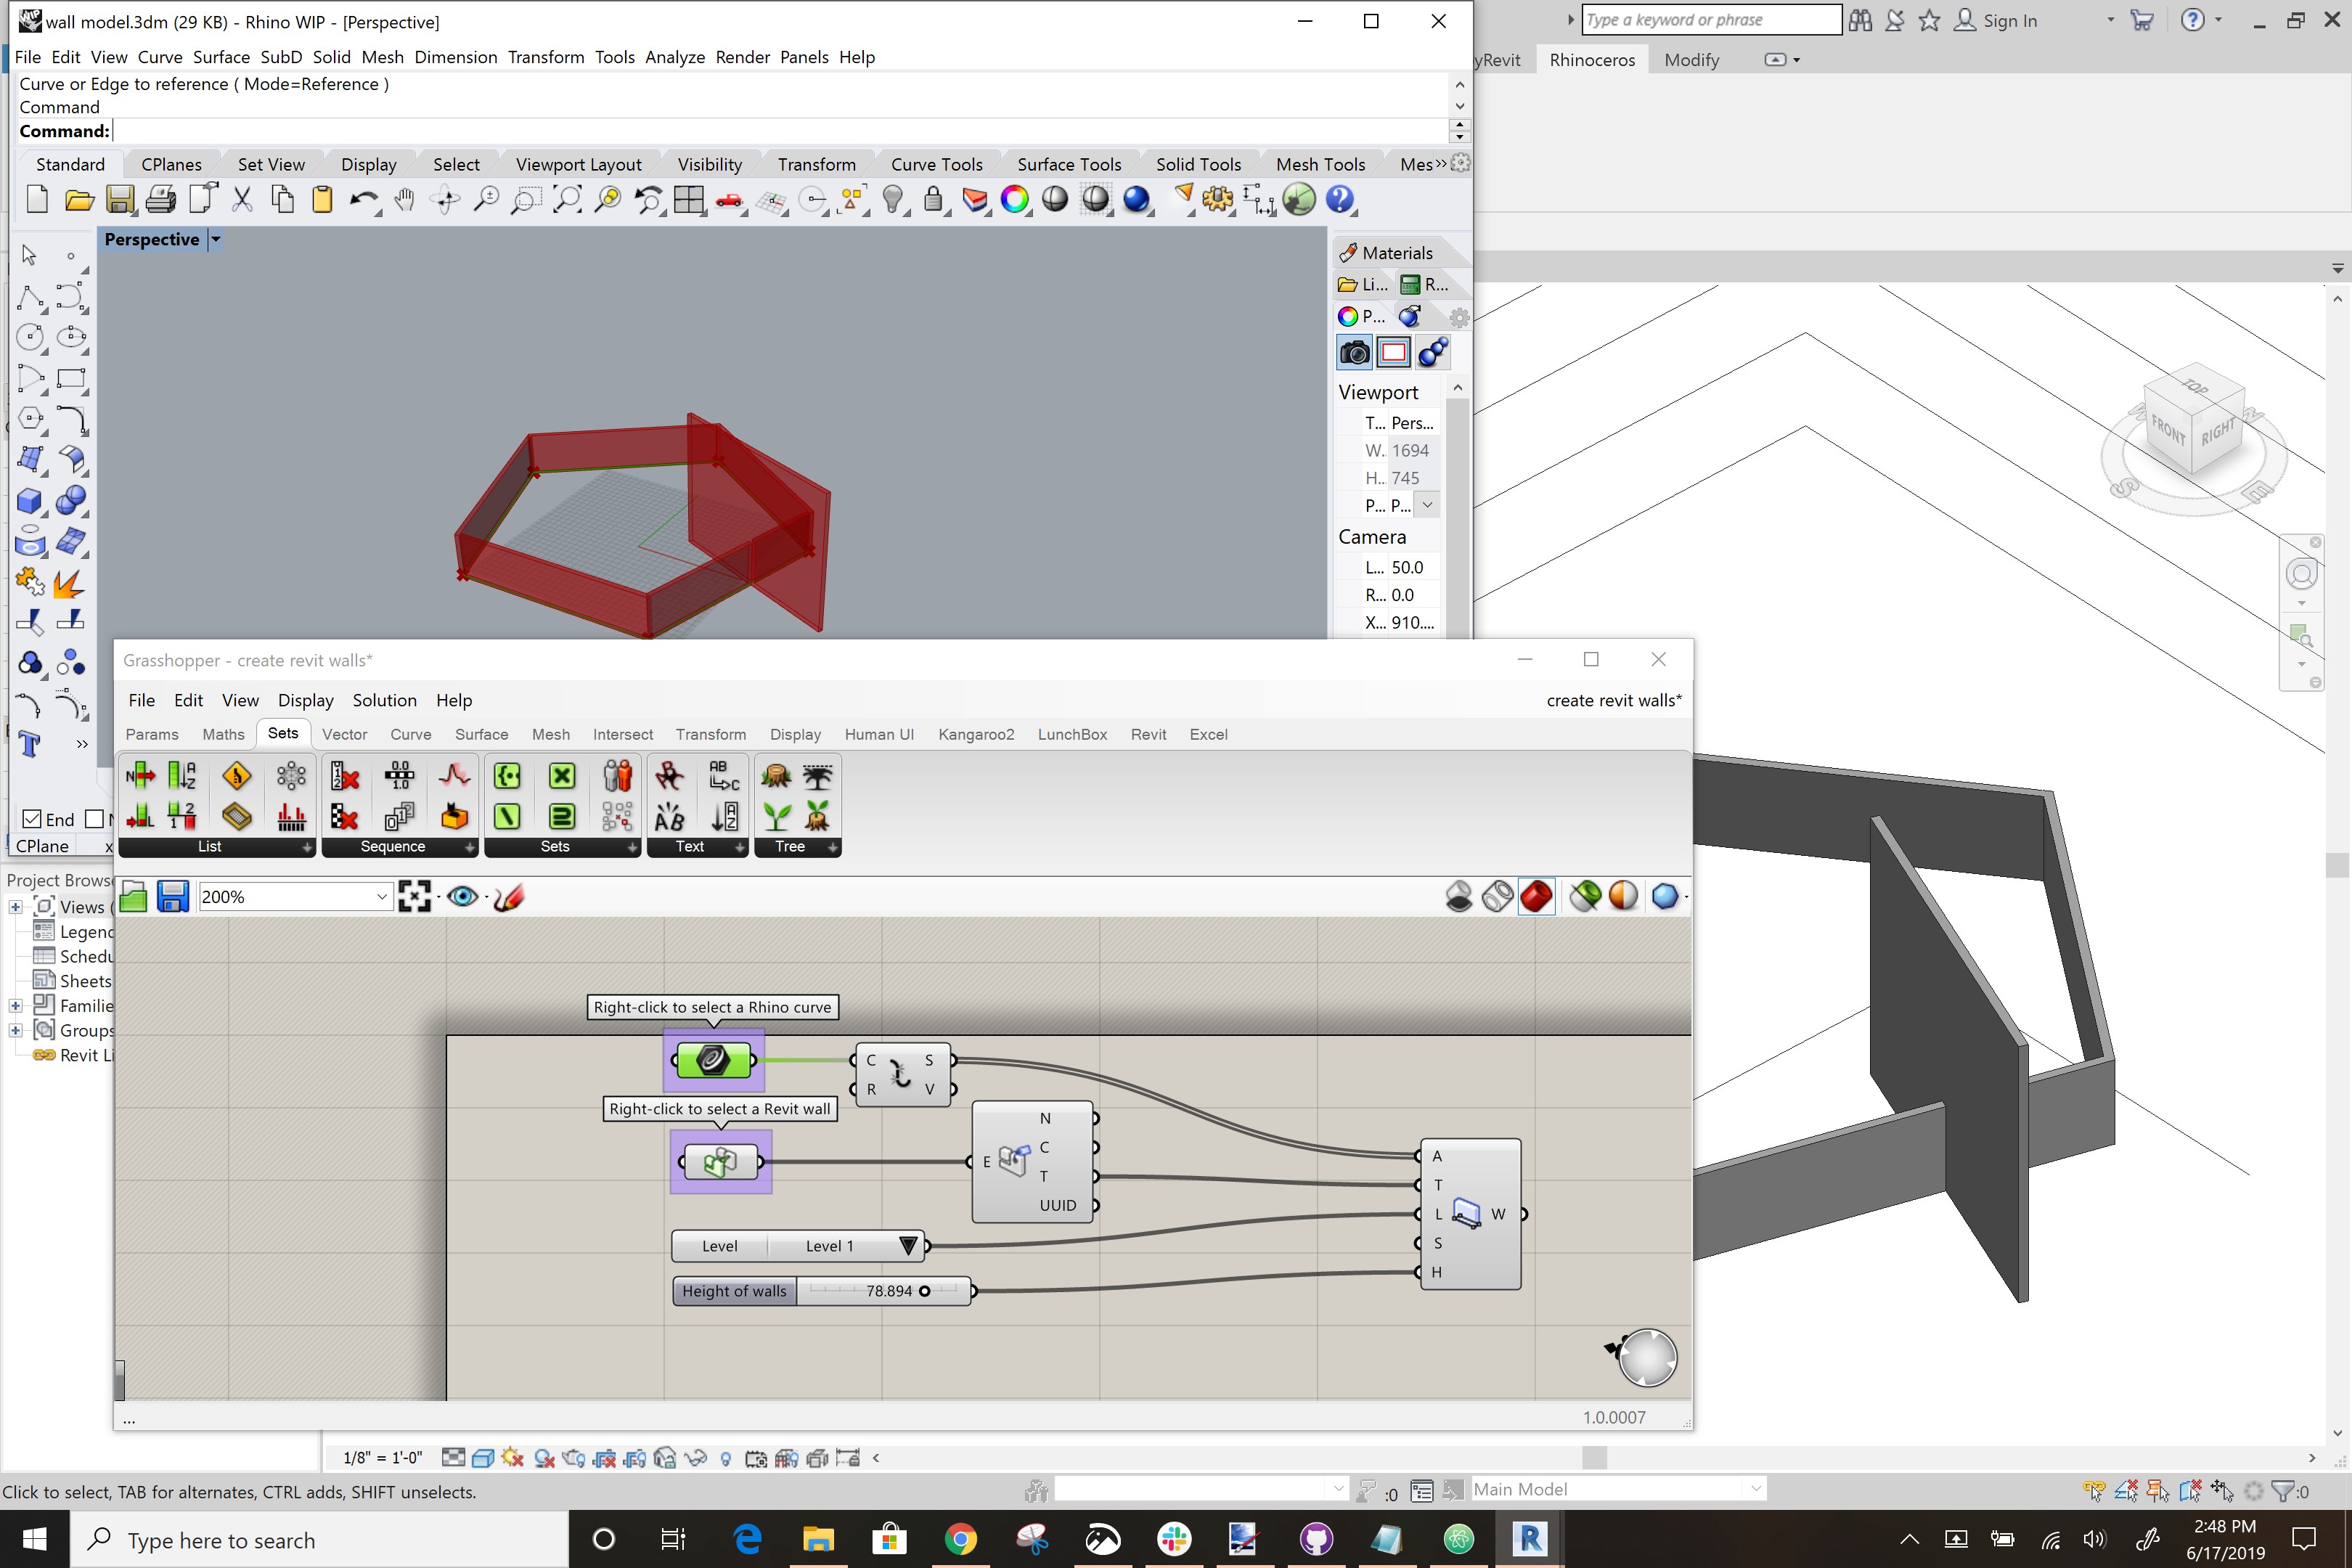 wall model.3dm (29 KB) - Rhino WIP - [Perspective]
File Edit View Curve Surface SubD Solid Mesh Dimension Transform Tools Analyze Render Panels Help
Curve or Edge to reference ( Mode=Reference )
Command
Command:
Standard CPlanes Set View Display Select Viewport Layout Visibility Transform Curve Tools Surface Tools Solid Tools Mesh Tools Mes»
Perspective
Materials
Li... R...
P...
Viewport
T... Pers...
W.. 1694
H... 745
P... P...
Camera
L... 50.0
R... 0.0
X... 910....
Type a keyword or phrase
Sign In
yRevit Rhinoceros Modify
TOP
FRONT
RIGHT
S
E
End
CPlane x
Grasshopper - create revit walls*
File Edit View Display Solution Help
create revit walls*
Params Maths Sets Vector Curve Surface Mesh Intersect Transform Display Human UI Kangaroo2 LunchBox Revit Excel
List Sequence Sets Text Tree
200%
Right-click to select a Rhino curve
C S
R V
Right-click to select a Revit wall
N
C
E
T
UUID
A
T
L W
S
H
Level Level 1
Height of walls 78.894
...
1.0.0007
Project Brows
Views (
Legend
Schedu
Sheets
Familie
Groups
Revit Li
1/8" = 1'-0"
Click to select, TAB for alternates, CTRL adds, SHIFT unselects.
:0
Main Model
:0
Type here to search
2:48 PM
6/17/2019